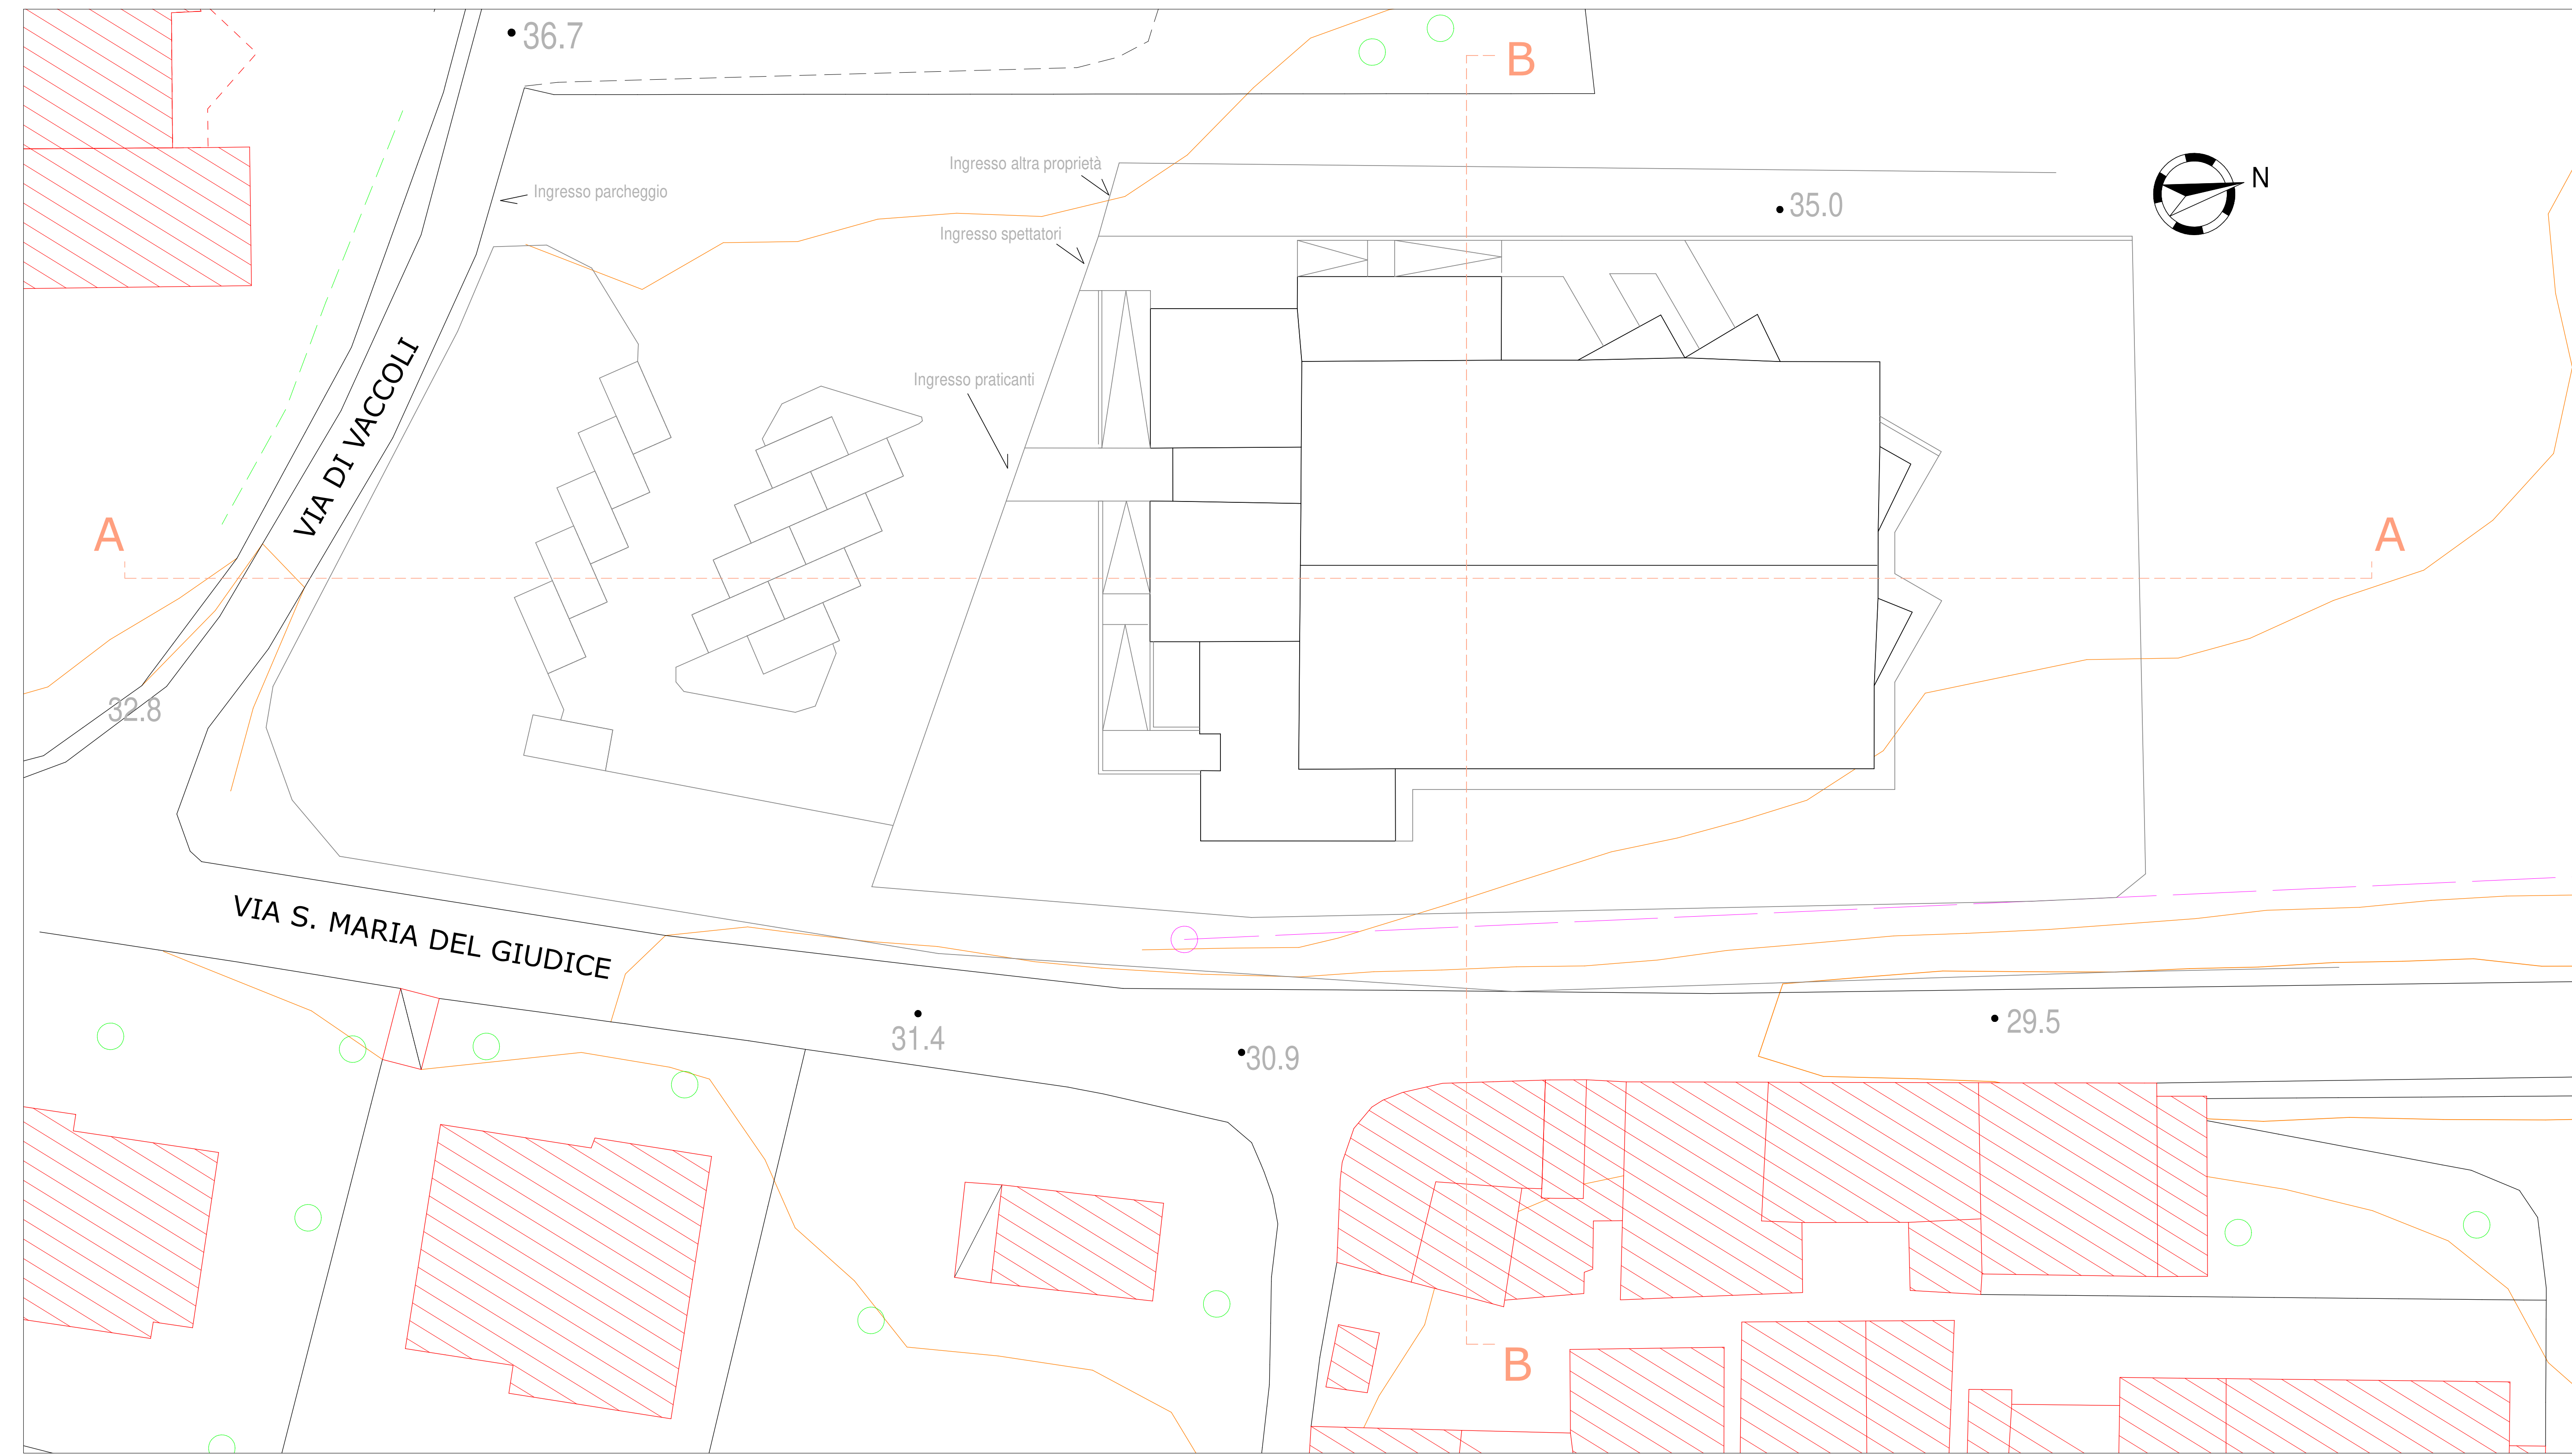 36.7
B
Ingresso altra proprietà
N
Ingresso parcheggio
35.0
Ingresso spettatori
Ingresso praticanti
VIA DI VACCOLI
A
A
32.8
VIA S. MARIA DEL GIUDICE
31.4
30.9
29.5
B